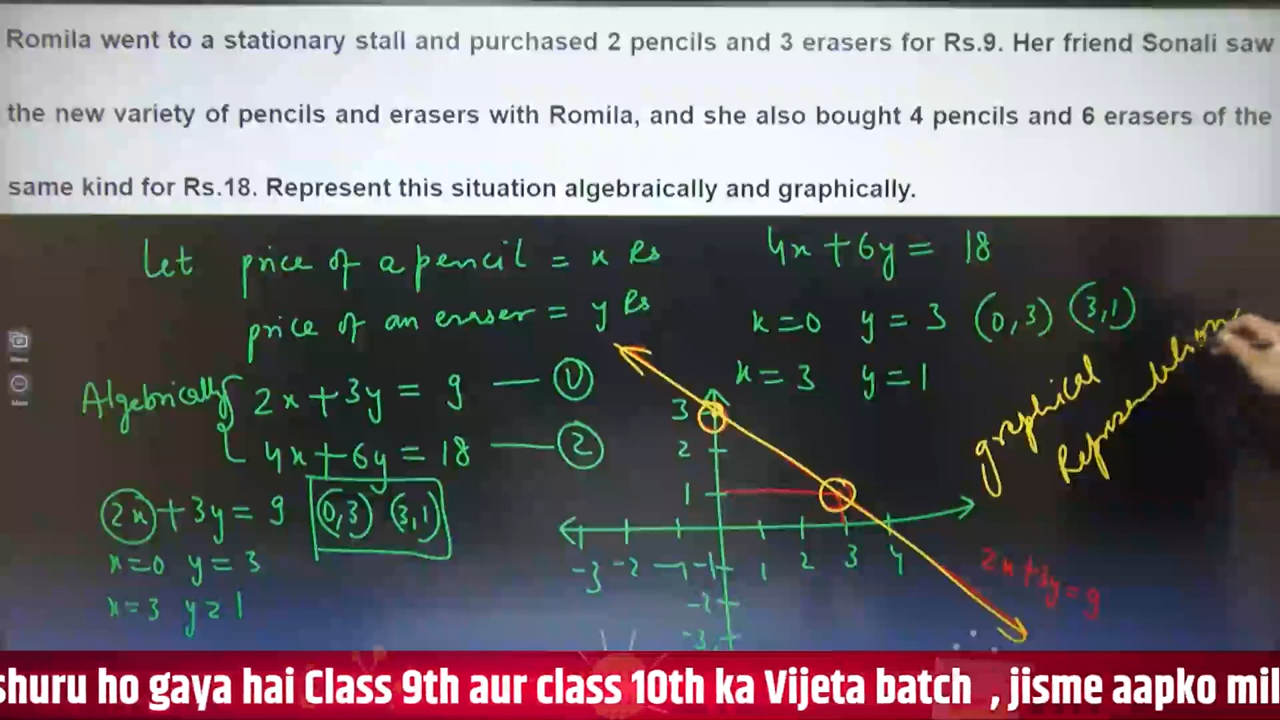 Romila went to a stationary stall and purchased 2 pencils and 3 erasers for Rs.9. Her friend Sonali saw
the new variety of pencils and erasers with Romila, and she also bought 4 pencils and 6 erasers of the
same kind for Rs.18. Represent this situation algebraically and graphically.
Let price of a pencil = x Rs
price of an eraser = y Rs
Algebrically { 2x + 3y = 9 — ①
4x + 6y = 18 — ②
2x + 3y = 9 (0,3) (3,1)
x = 0 y = 3
x = 3 y = 1
4x + 6y = 18
x = 0 y = 3 (0,3) (3,1)
x = 3 y = 1
graphical
3
2
1
-3 -2 -1 -1 1 2 3 4
-2
-3
2x + 3y = 9
shuru ho gaya hai Class 9th aur class 10th ka Vijeta batch , jisme aapko mil